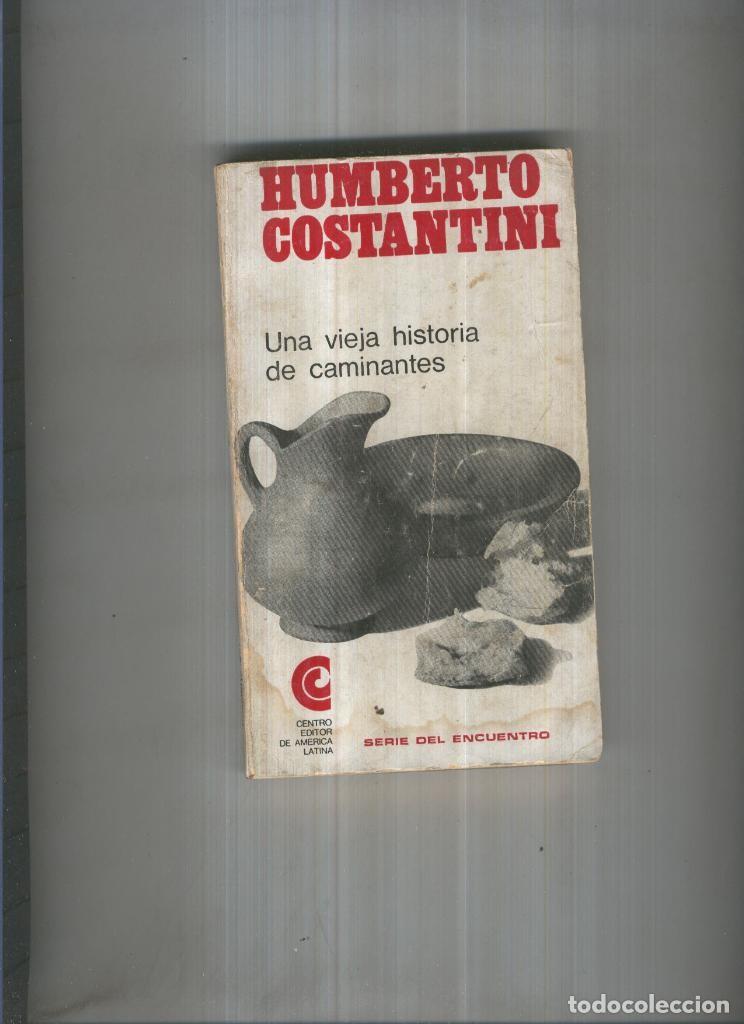 HUMBERTO
COSTANTINI
Una vieja historia
de caminantes
CENTRO
EDITOR
DE AMERICA
LATINA
SERIE DEL ENCUENTRO
todocoleccion